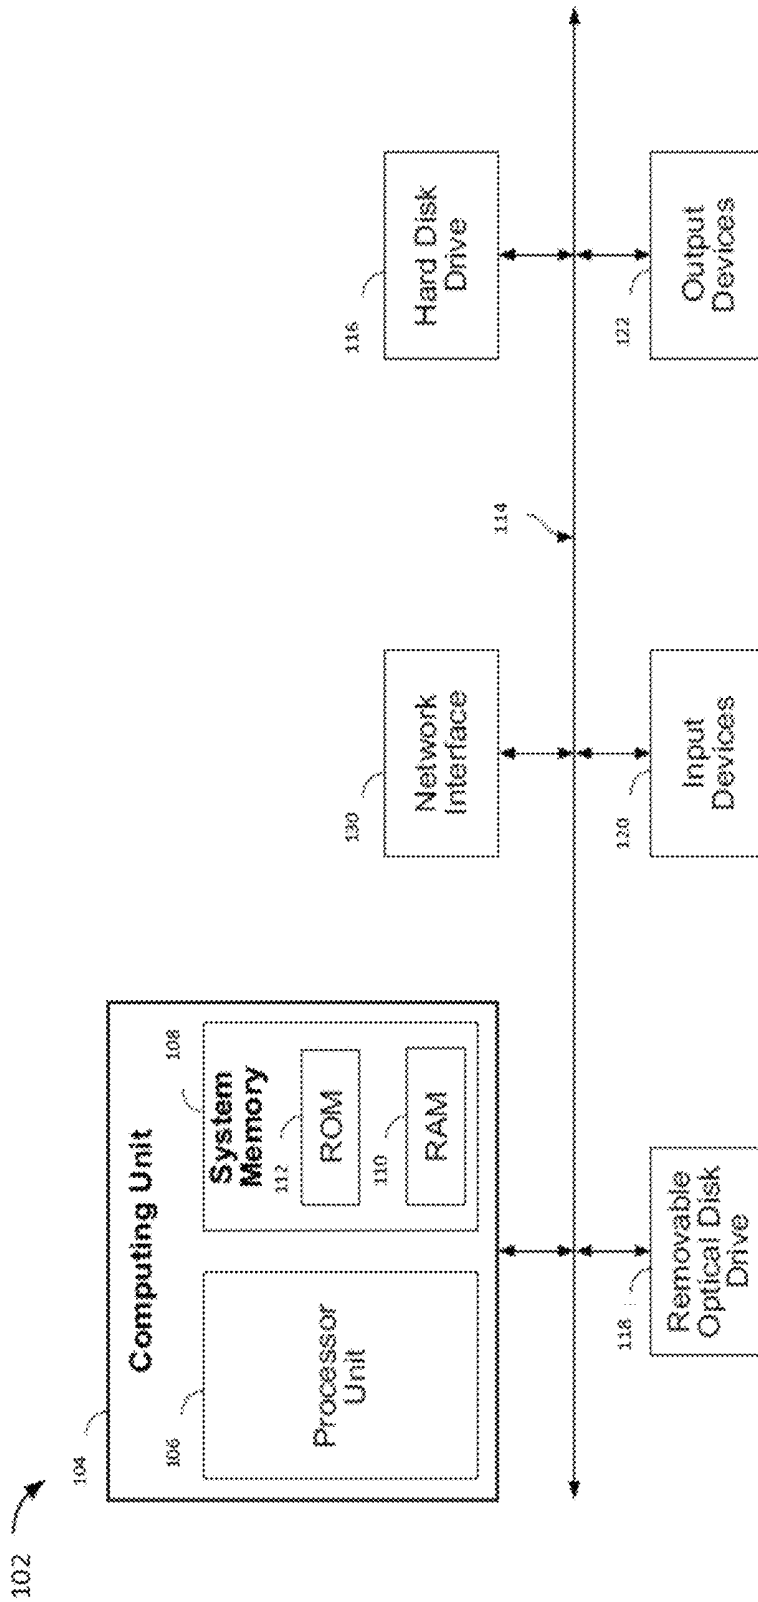 102
104
Computing Unit
106
Processor
Unit
108
System
Memory
112
ROM
110
RAM
130
Network
Interface
116
Hard Disk
Drive
114
118
Removable
Optical Disk
Drive
120
Input
Devices
122
Output
Devices